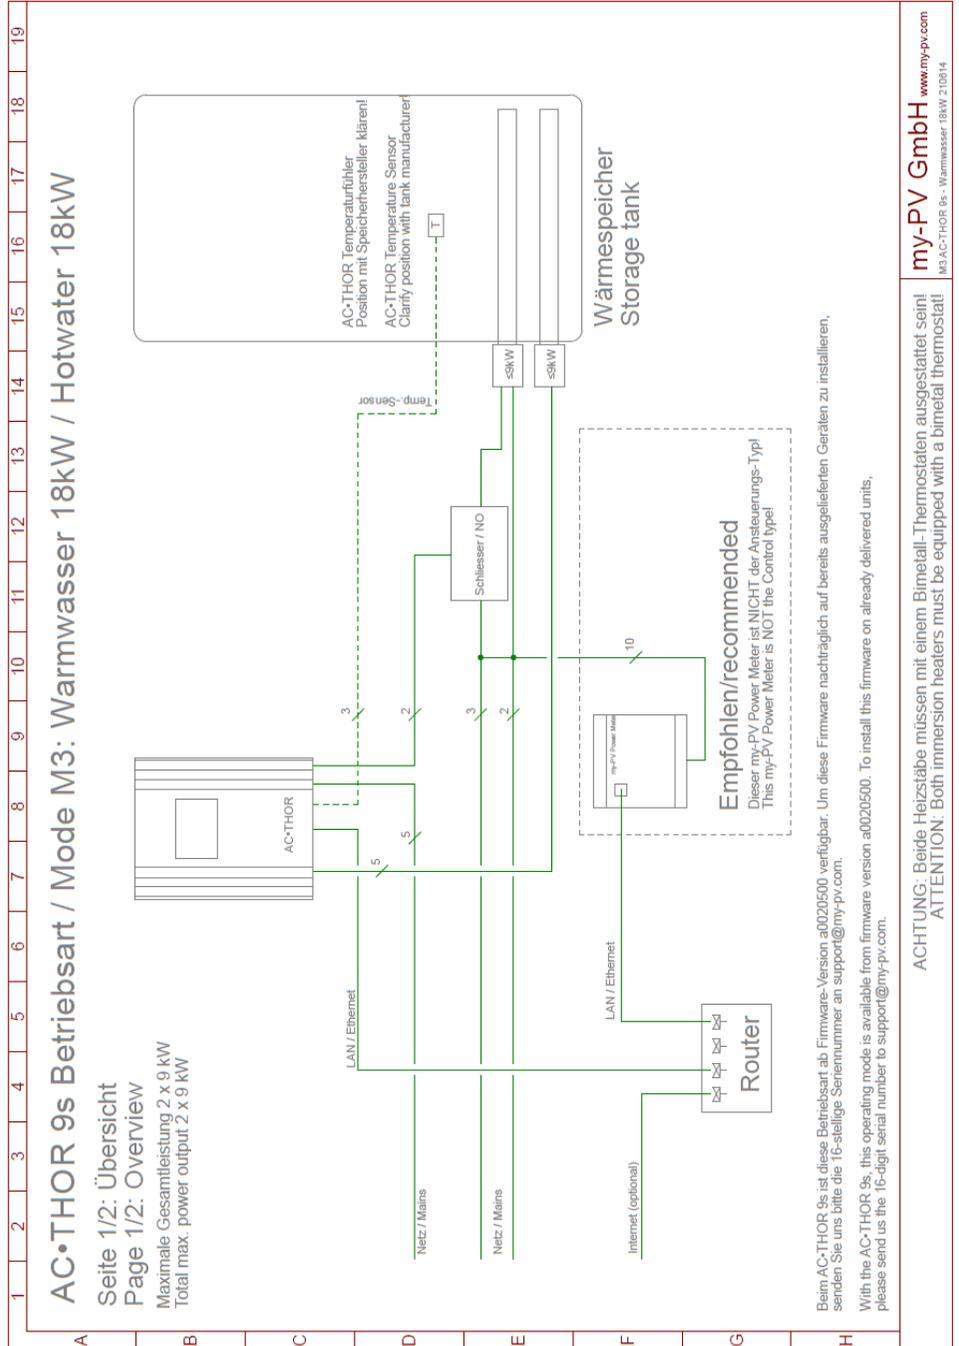 AC•THOR 9s Betriebsart / Mode M3: Warmwasser 18kW / Hotwater 18kW
Seite 1/2: Übersicht
Page 1/2: Overview
Maximale Gesamtleistung 2 x 9 kW
Total max. power output 2 x 9 kW
1 2 3 4 5 6 7 8 9 10 11 12 13 14 15 16 17 18 19
A
B
C
D
E
F
G
H
AC•THOR
AC•THOR Temperaturfühler
Position mit Speicherhersteller klären!
AC•THOR Temperature Sensor
Clarify position with tank manufacturer!
T
Temp.-Sensor
≤9kW
≤9kW
Wärmespeicher
Storage tank
Schliesser / NO
3
2
3
2
5
5
10
LAN / Ethernet
Netz / Mains
Netz / Mains
LAN / Ethernet
Internet (optional)
Router
my-PV Power Meter
Empfohlen/recommended
Dieser my-PV Power Meter ist NICHT der Ansteuerungs-Typ!
This my-PV Power Meter is NOT the Control type!
Beim AC•THOR 9s ist diese Betriebsart ab Firmware-Version a0020500 verfügbar. Um diese Firmware nachträglich auf bereits ausgelieferten Geräten zu installieren,
senden Sie uns bitte die 16-stellige Seriennummer an support@my-pv.com.
With the AC•THOR 9s, this operating mode is available from firmware version a0020500. To install this firmware on already delivered units,
please send us the 16-digit serial number to support@my-pv.com.
ACHTUNG: Beide Heizstäbe müssen mit einem Bimetall-Thermostaten ausgestattet sein!
ATTENTION: Both immersion heaters must be equipped with a bimetal thermostat!
my-PV GmbH www.my-pv.com
M3 AC•THOR 9s - Warmwasser 18kW 210614